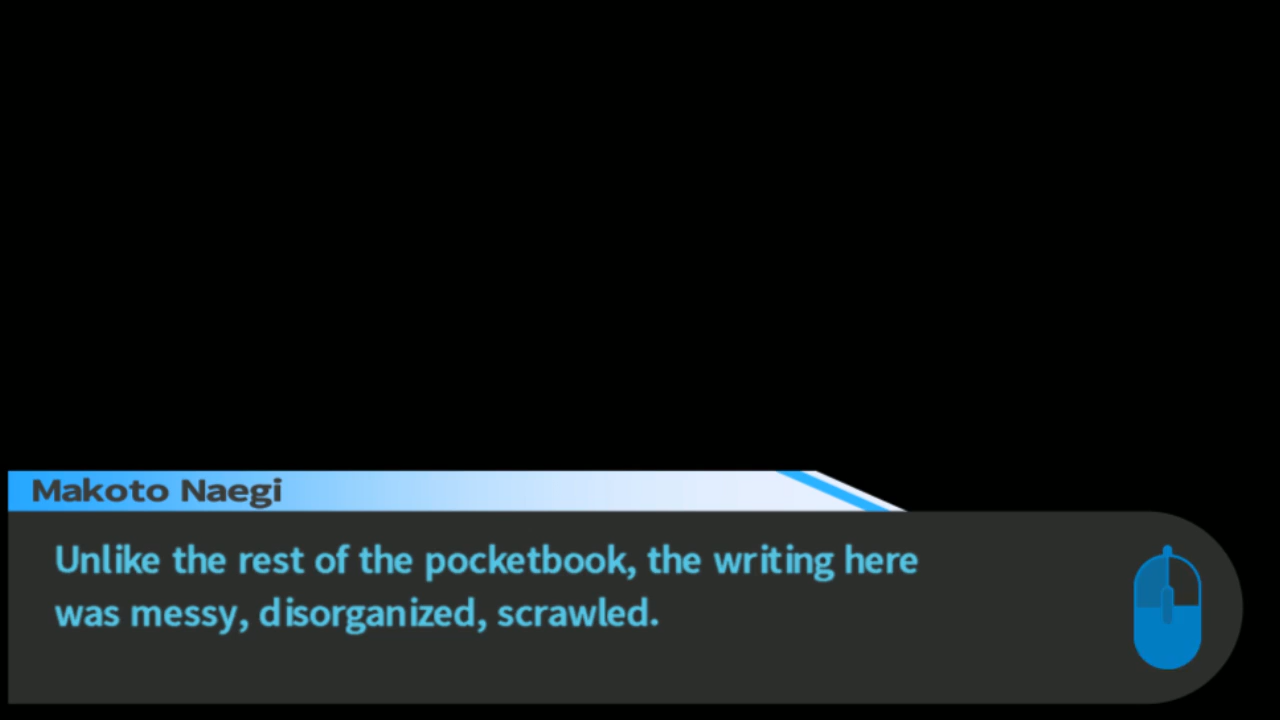 Makoto Naegi
Unlike the rest of the pocketbook, the writing here
was messy, disorganized, scrawled.